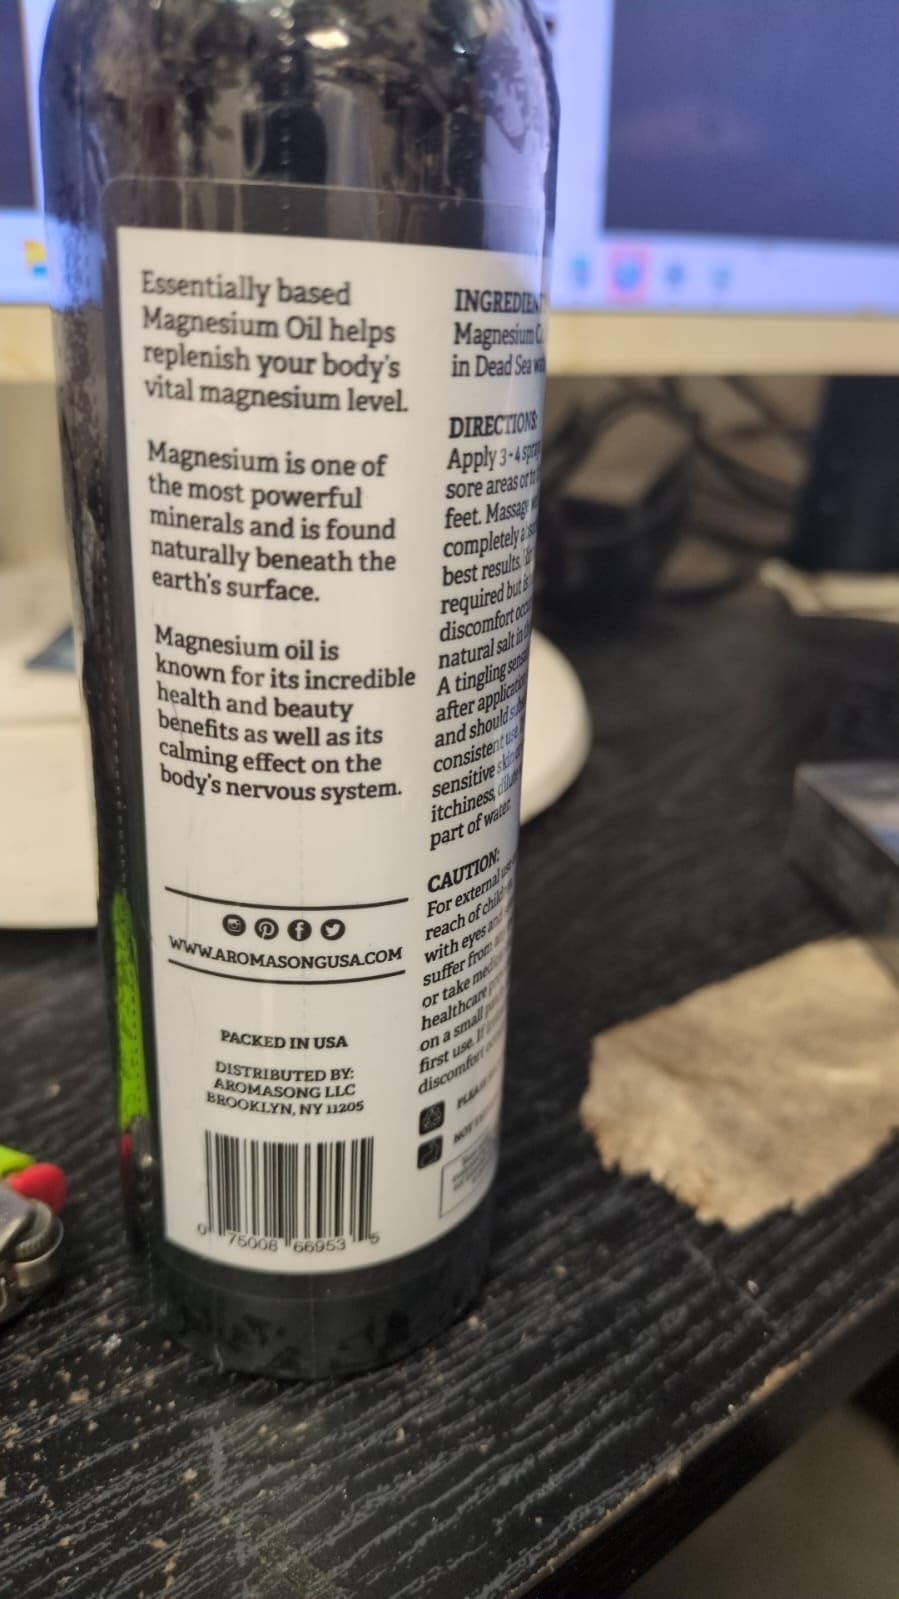 Essentially based
Magnesium Oil helps
replenish your body's
vital magnesium level.
Magnesium is one of
the most powerful
minerals and is found
naturally beneath the
earth's surface.
Magnesium oil is
known for its incredible
health and beauty
benefits as well as its
calming effect on the
body's nervous system.
WWW.AROMASONGUSA.COM
PACKED IN USA
DISTRIBUTED BY:
AROMASONG LLC
BROOKLYN, NY 11205
0 75008 66953 5
Magnesium
in Dead Sea
DIRECTIONS:
Apply 3-4
sore areas or
feet. Massage
completely
best results.
required but
discomfort
natural salt in
A tingling
after application
and should
consistent use
sensitive skin
itchiness, dilute
part of water.
CAUTION:
For external use
reach of
with eyes and
suffer from
or take
healthcare
on a small
first use. If
discomfort